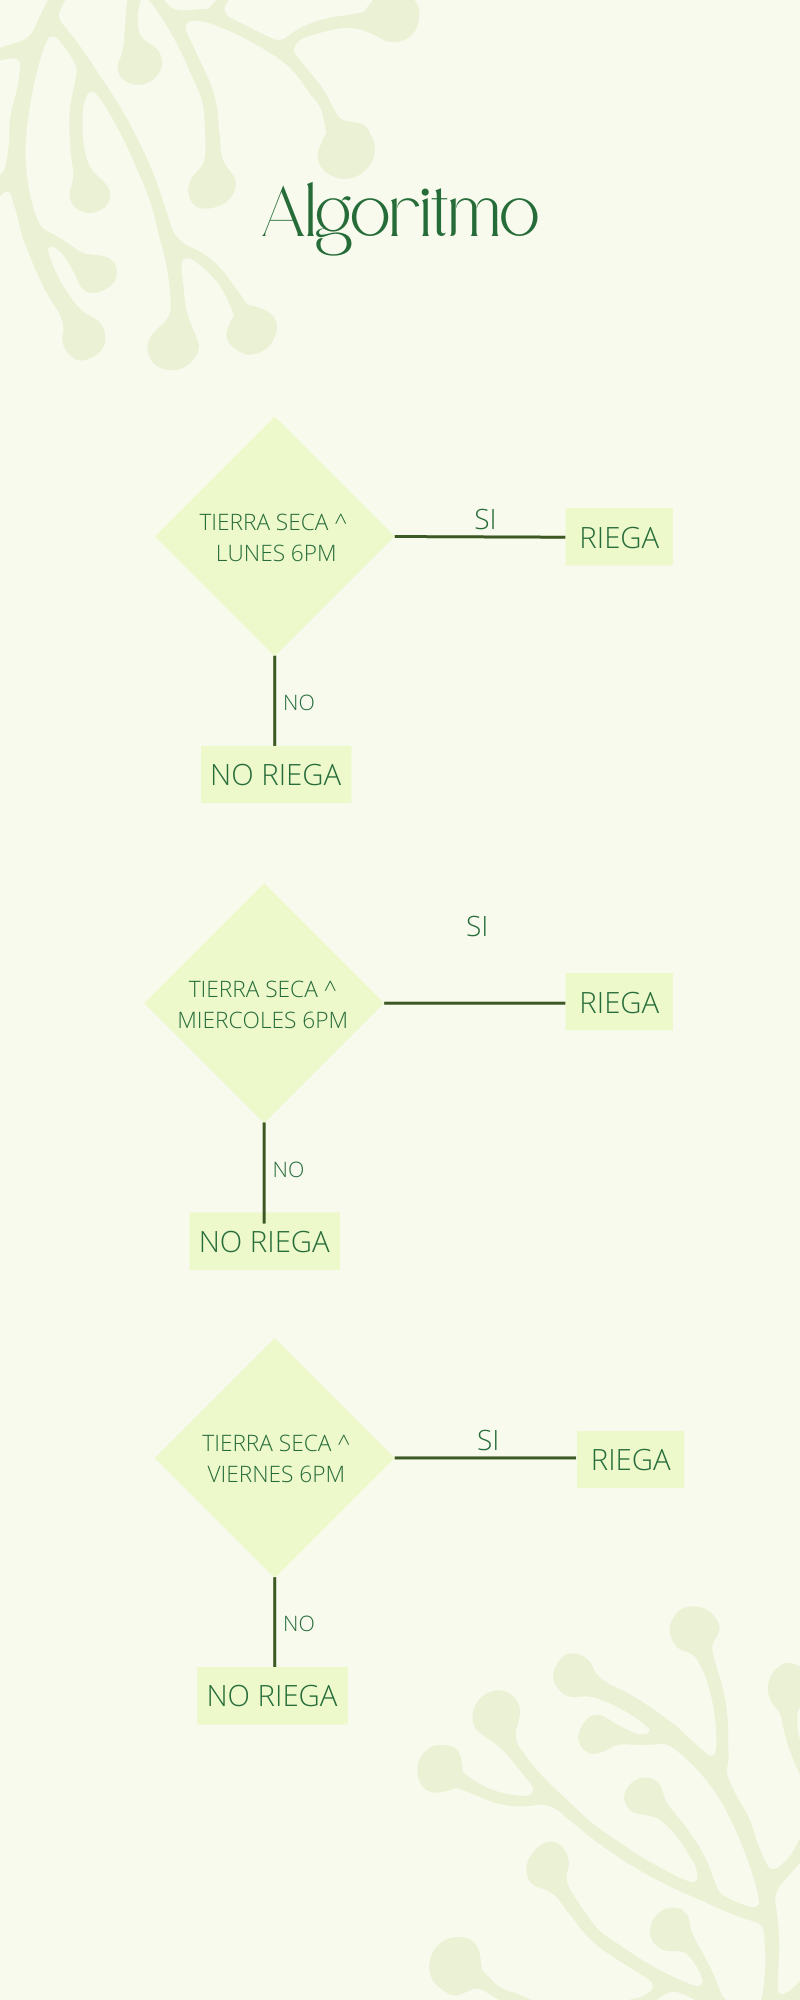 Algoritmo
TIERRA SECA ^
LUNES 6PM
SI
RIEGA
NO
NO RIEGA
SI
TIERRA SECA ^
MIERCOLES 6PM
RIEGA
NO
NO RIEGA
TIERRA SECA ^
VIERNES 6PM
SI
RIEGA
NO
NO RIEGA